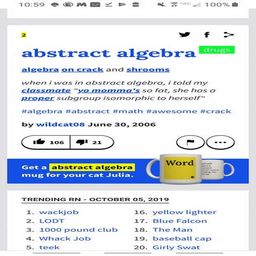 10:59
100%
2
abstract algebra
drugs
algebra on crack and shrooms
when i was in abstract algebra, i told my
classmate "yo momma's so fat, she has a
proper subgroup isomorphic to herself"
#algebra #abstract #math #awesome #crack
by wildcat08 June 30, 2006
106
21
Get a abstract algebra
mug for your cat Julia.
Word
TRENDING RN - OCTOBER 05, 2019
1. wackjob
2. LODT
3. 1000 pound club
4. Whack Job
5. teek
16. yellow lighter
17. Blue Falcon
18. The Man
19. baseball cap
20. Girly Swat